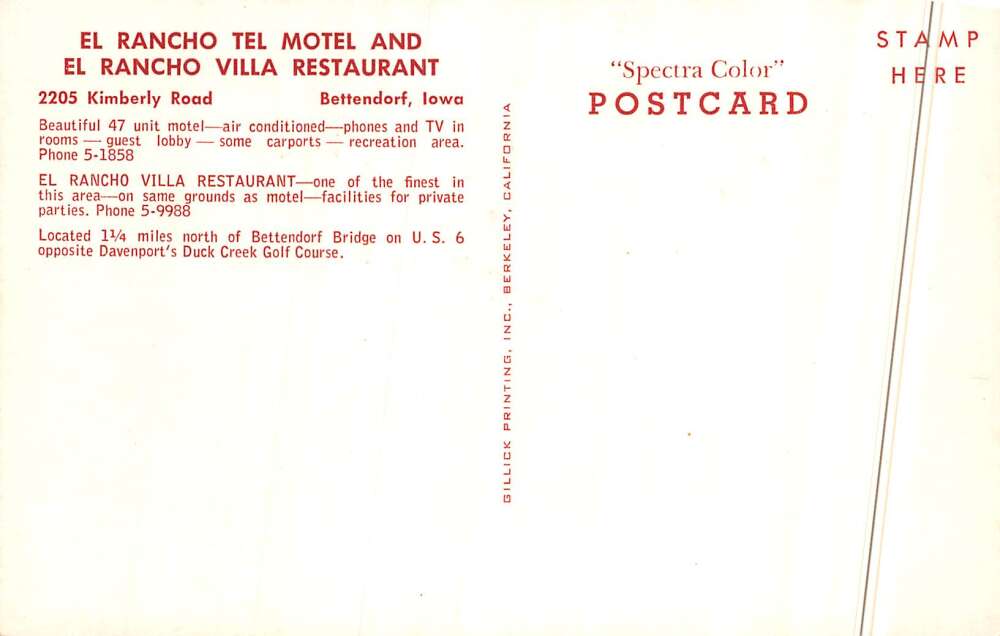 EL RANCHO TEL MOTEL AND
EL RANCHO VILLA RESTAURANT
2205 Kimberly Road Bettendorf, Iowa
Beautiful 47 unit motel—air conditioned—phones and TV in
rooms — guest lobby — some carports — recreation area.
Phone 5-1858
EL RANCHO VILLA RESTAURANT—one of the finest in
this area—on same grounds as motel—facilities for private
parties. Phone 5-9988
Located 1¼ miles north of Bettendorf Bridge on U. S. 6
opposite Davenport's Duck Creek Golf Course.
GILLICK PRINTING, INC., BERKELEY, CALIFORNIA
"Spectra Color"
POSTCARD
STAMP
HERE